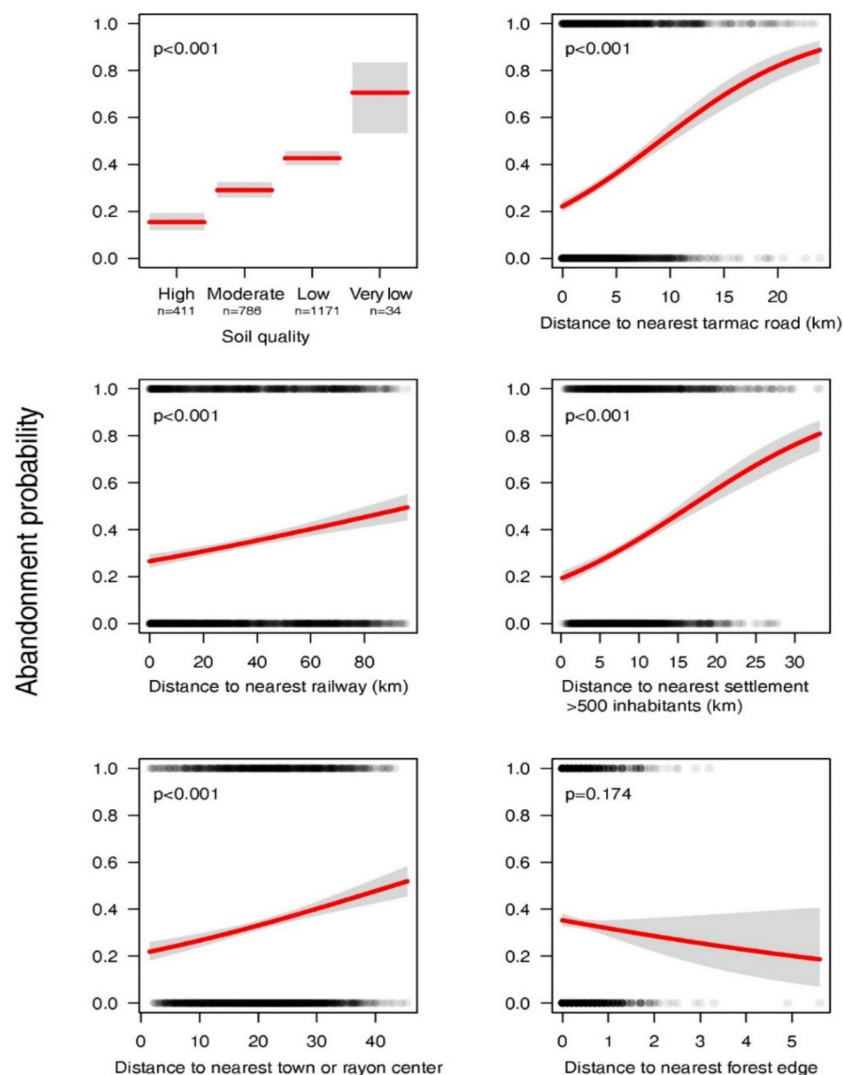 Abandonment probability
1.0
0.8
0.6
0.4
0.2
0.0
p<0.001
High Moderate Low Very low
n=411 n=786 n=1171 n=34
Soil quality
1.0
0.8
0.6
0.4
0.2
0.0
p<0.001
0 5 10 15 20
Distance to nearest tarmac road (km)
1.0
0.8
0.6
0.4
0.2
0.0
p<0.001
0 20 40 60 80
Distance to nearest railway (km)
1.0
0.8
0.6
0.4
0.2
0.0
p<0.001
0 5 10 15 20 25 30
Distance to nearest settlement
>500 inhabitants (km)
1.0
0.8
0.6
0.4
0.2
0.0
p<0.001
0 10 20 30 40
Distance to nearest town or rayon center
1.0
0.8
0.6
0.4
0.2
0.0
p=0.174
0 1 2 3 4 5
Distance to nearest forest edge